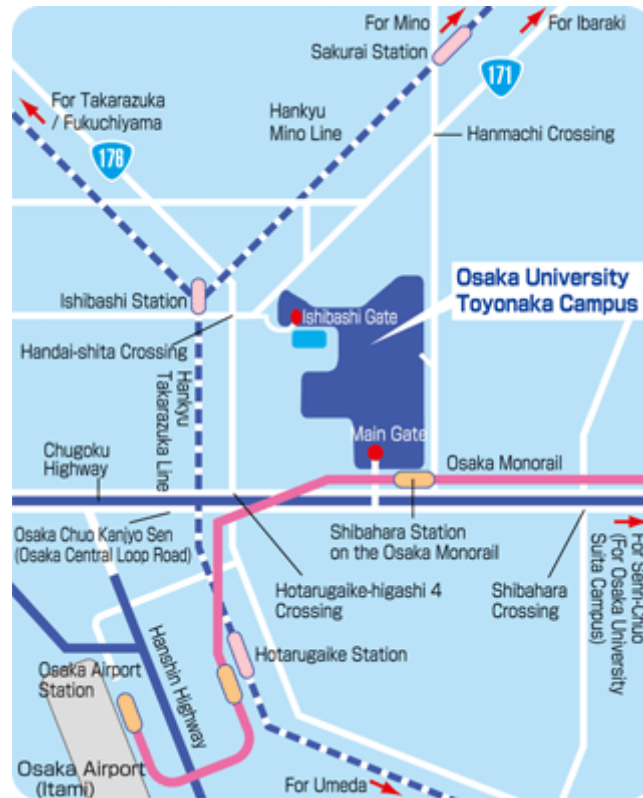 For Mino
For Ibaraki
Sakurai Station
171
For Takarazuka
/ Fukuchiyama
Hankyu
Mino Line
Hanmachi Crossing
176
Osaka University
Toyonaka Campus
Ishibashi Station
Ishibashi Gate
Handai-shita Crossing
Hankyu
Takarazuka Line
Main Gate
Chugoku
Highway
Osaka Monorail
Osaka Chuo Kanjyo Sen
(Osaka Central Loop Road)
Shibahara Station
on the Osaka Monorail
For Senri-Chuo
(For Osaka University
Suita Campus)
Hotarugaike-higashi 4
Crossing
Shibahara
Crossing
Hanshin Highway
Hotarugaike Station
Osaka Airport
Station
Osaka Airport
(Itami)
For Umeda